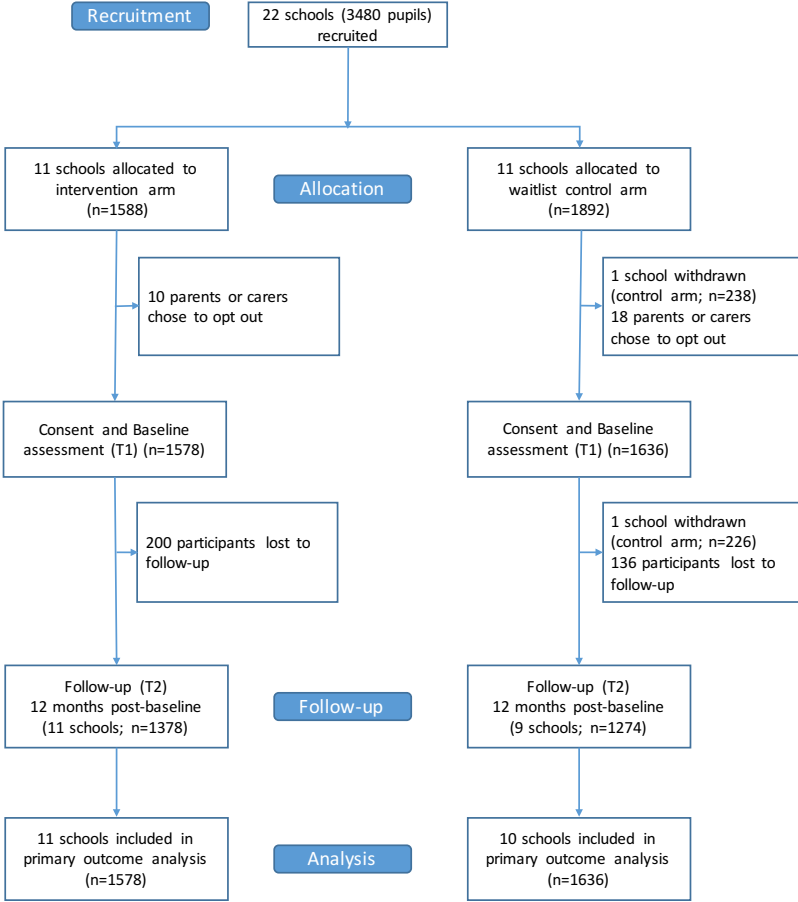 Recruitment
22 schools (3480 pupils)
recruited
11 schools allocated to
intervention arm
(n=1588)
Allocation
11 schools allocated to
waitlist control arm
(n=1892)
10 parents or carers
chose to opt out
1 school withdrawn
(control arm; n=238)
18 parents or carers
chose to opt out
Consent and Baseline
assessment (T1) (n=1578)
Consent and Baseline
assessment (T1) (n=1636)
200 participants lost to
follow-up
1 school withdrawn
(control arm; n=226)
136 participants lost to
follow-up
Follow-up (T2)
12 months post-baseline
(11 schools; n=1378)
Follow-up
Follow-up (T2)
12 months post-baseline
(9 schools; n=1274)
11 schools included in
primary outcome analysis
(n=1578)
Analysis
10 schools included in
primary outcome analysis
(n=1636)